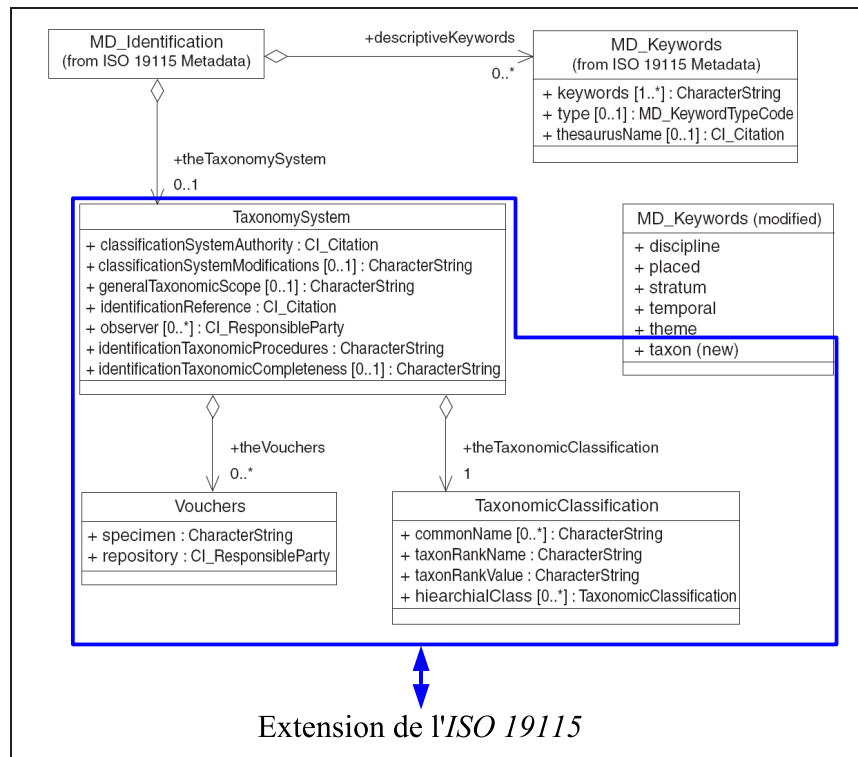 MD_Identification
(from ISO 19115 Metadata)
+descriptiveKeywords
0..*
MD_Keywords
(from ISO 19115 Metadata)
+ keywords [1..*] : CharacterString
+ type [0..1] : MD_KeywordTypeCode
+ thesaurusName [0..1] : CI_Citation
+theTaxonomySystem
0..1
TaxonomySystem
+ classificationSystemAuthority : CI_Citation
+ classificationSystemModifications [0..1] : CharacterString
+ generalTaxonomicScope [0..1] : CharacterString
+ identificationReference : CI_Citation
+ observer [0..*] : CI_ResponsibleParty
+ identificationTaxonomicProcedures : CharacterString
+ identificationTaxonomicCompleteness [0..1] : CharacterString
MD_Keywords (modified)
+ discipline
+ placed
+ stratum
+ temporal
+ theme
+ taxon (new)
+theVouchers
0..*
+theTaxonomicClassification
1
Vouchers
+ specimen : CharacterString
+ repository : CI_ResponsibleParty
TaxonomicClassification
+ commonName [0..*] : CharacterString
+ taxonRankName : CharacterString
+ taxonRankValue : CharacterString
+ hiearchialClass [0..*] : TaxonomicClassification
Extension de l'ISO 19115